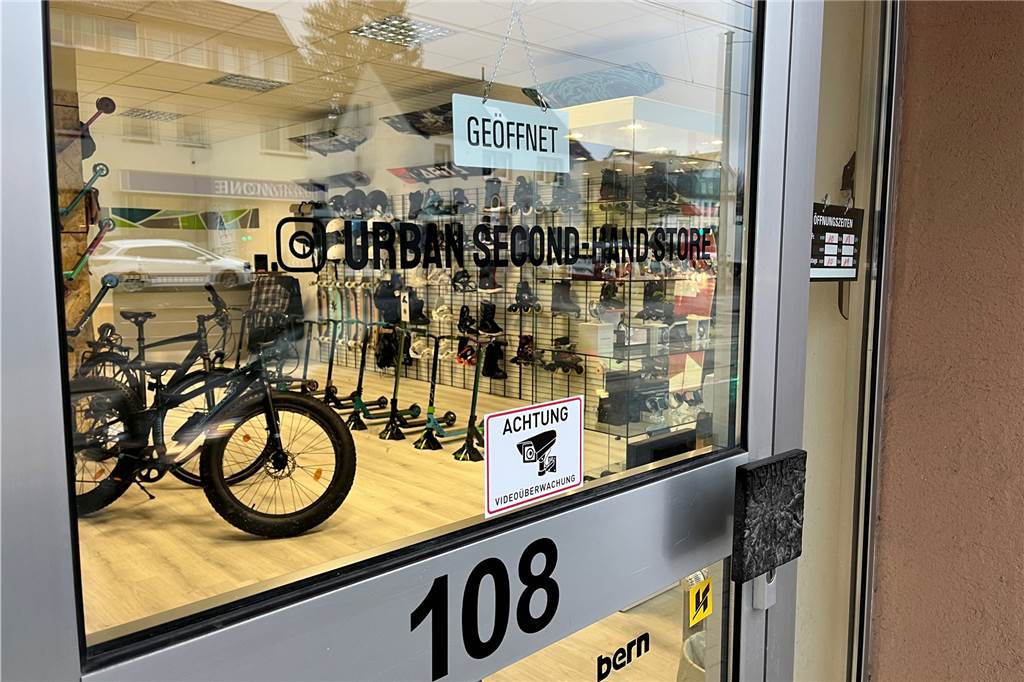 GEÖFFNET
URBAN SECOND-HAND STORE
ÖFFNUNGSZEITEN
ACHTUNG
VIDEOÜBERWACHUNG
108
bern